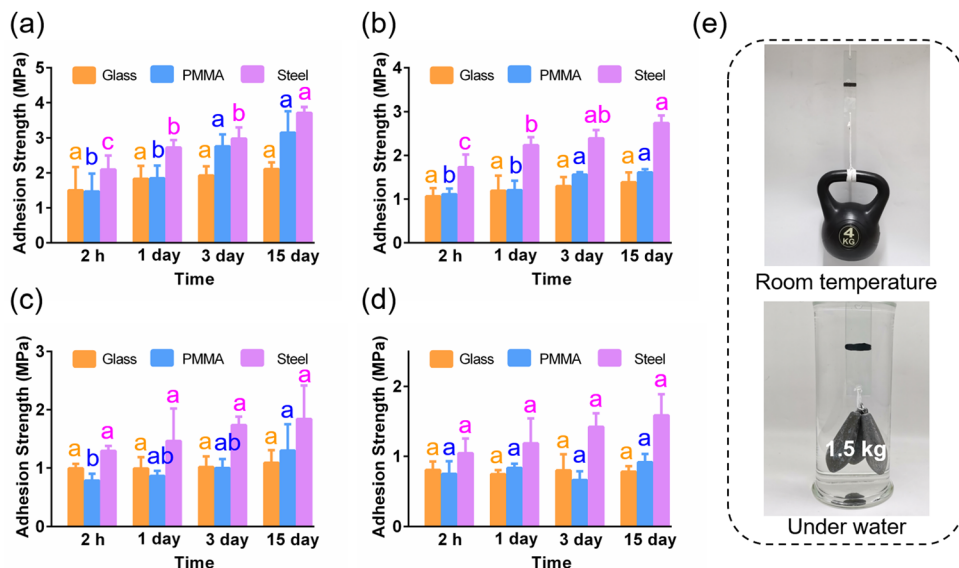 (a)
Adhesion Strength (MPa)
5
4
3
2
1
0
Glass PMMA Steel
a b c
a b b
a a b
a a a
2 h 1 day 3 day 15 day
Time
(b)
Adhesion Strength (MPa)
4
3
2
1
0
Glass PMMA Steel
a b c
a b b
a a ab
a a a
2 h 1 day 3 day 15 day
Time
(c)
Adhesion Strength (MPa)
3
2
1
0
Glass PMMA Steel
a b a
a ab a
a ab a
a a a
2 h 1 day 3 day 15 day
Time
(d)
Adhesion Strength (MPa)
2
1
0
Glass PMMA Steel
a a a
a a a
a a a
a a a
2 h 1 day 3 day 15 day
Time
(e)
4
KG
Room temperature
1.5 kg
Under water